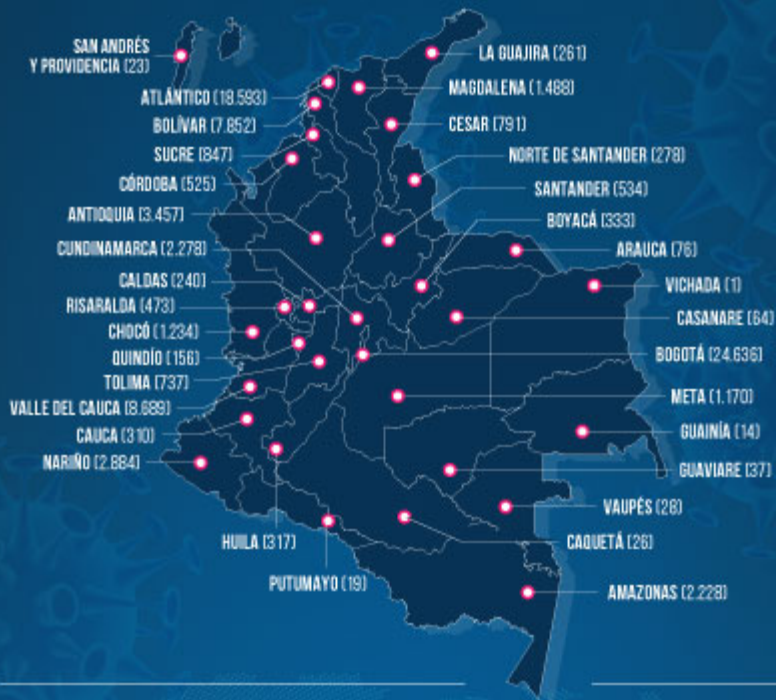 SAN ANDRÉS
Y PROVIDENCIA (23)
ATLÁNTICO (18.593)
BOLÍVAR (7.852)
SUCRE (847)
CÓRDOBA (525)
ANTIOQUIA (3.457)
CUNDINAMARCA (2.278)
CALDAS (240)
RISARALDA (473)
CHOCÓ (1.234)
QUINDÍO (156)
TOLIMA (737)
VALLE DEL CAUCA (8.689)
CAUCA (310)
NARIÑO (2.884)
HUILA (317)
PUTUMAYO (19)
LA GUAJIRA (261)
MAGDALENA (1.488)
CESAR (791)
NORTE DE SANTANDER (278)
SANTANDER (534)
BOYACÁ (333)
ARAUCA (76)
VICHADA (1)
CASANARE (64)
BOGOTÁ (24.636)
META (1.170)
GUAINÍA (14)
GUAVIARE (37)
VAUPÉS (28)
CAQUETÁ (26)
AMAZONAS (2.228)